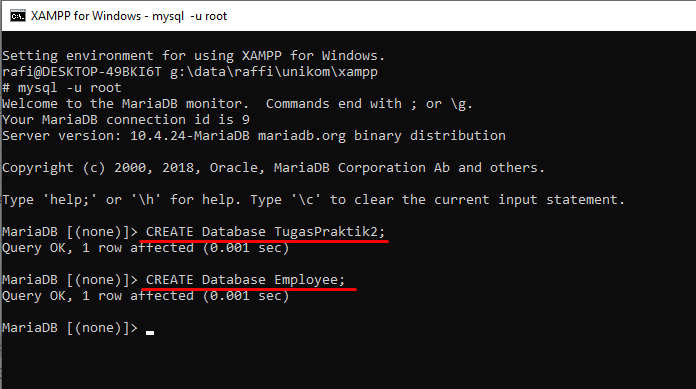 XAMPP for Windows - mysql  -u root
Setting environment for using XAMPP for Windows.
rafi@DESKTOP-49BKI6T g:\data\raffi\unikom\xampp
# mysql -u root
Welcome to the MariaDB monitor.  Commands end with ; or \g.
Your MariaDB connection id is 9
Server version: 10.4.24-MariaDB mariadb.org binary distribution
Copyright (c) 2000, 2018, Oracle, MariaDB Corporation Ab and others.
Type 'help;' or '\h' for help. Type '\c' to clear the current input statement.
MariaDB [(none)]> CREATE Database TugasPraktik2;
Query OK, 1 row affected (0.001 sec)
MariaDB [(none)]> CREATE Database Employee;
Query OK, 1 row affected (0.001 sec)
MariaDB [(none)]>